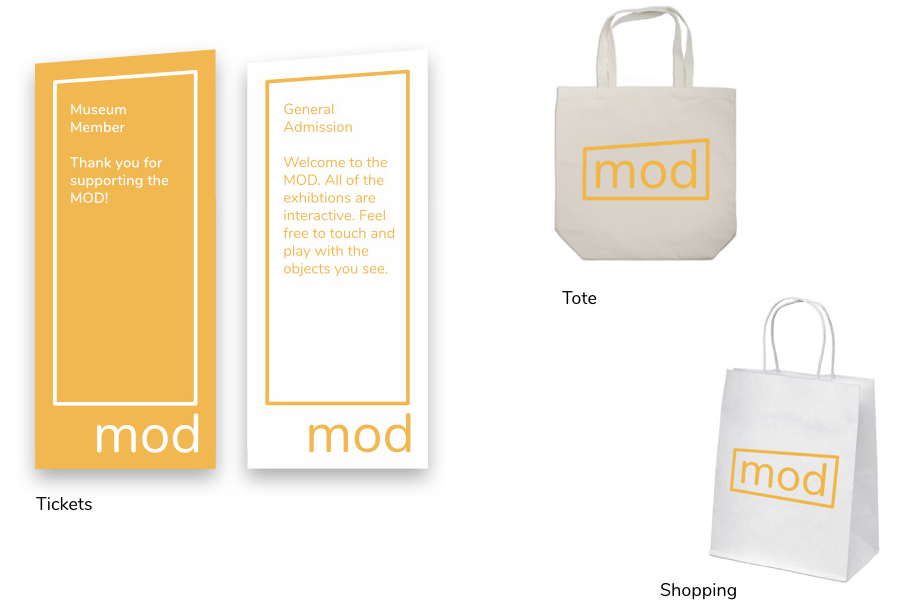 Museum
Member
Thank you for
supporting the
MOD!
mod
General
Admission
Welcome to the
MOD. All of the
exhibtions are
interactive. Feel
free to touch and
play with the
objects you see.
mod
Tickets
mod
Tote
mod
Shopping